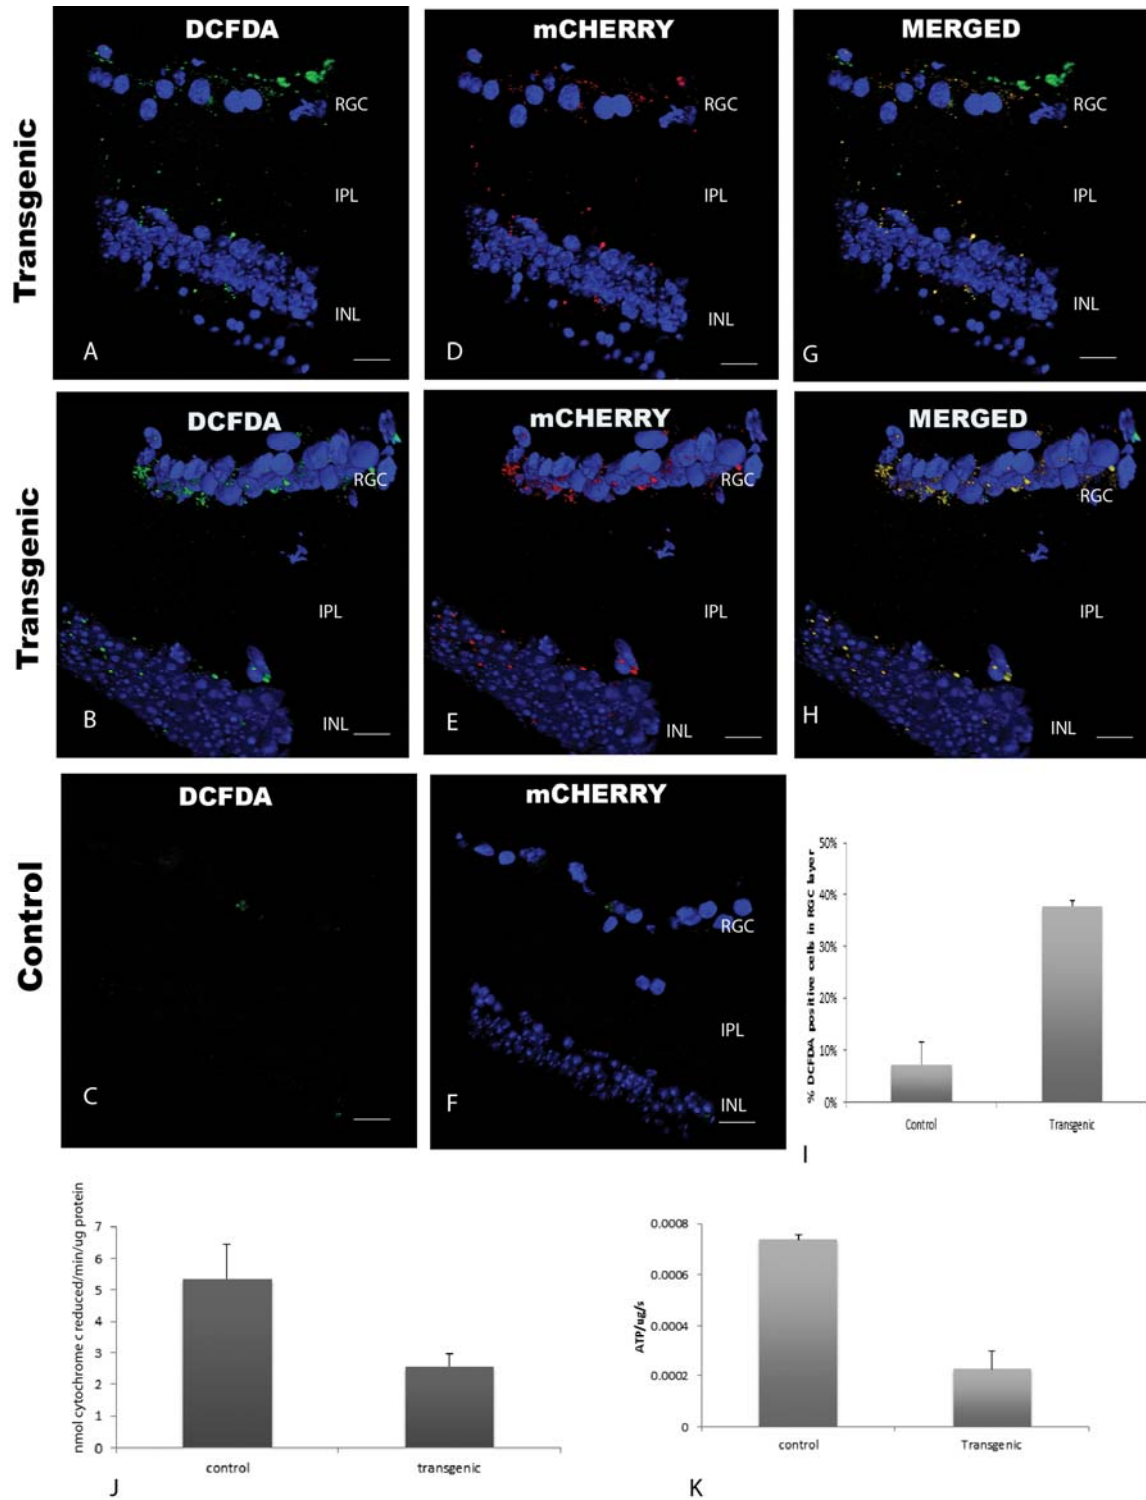 DCFDA
mCHERRY
MERGED
Transgenic
RGC
RGC
RGC
IPL
IPL
IPL
INL
INL
INL
A
D
G
DCFDA
mCHERRY
MERGED
Transgenic
RGC
RGC
RGC
IPL
IPL
IPL
INL
INL
INL
B
E
H
DCFDA
mCHERRY
Control
RGC
IPL
INL
C
F
% DCFDA positive cells in RGC layer
50%
40%
30%
20%
10%
0%
Control
Transgenic
I
nmol cytochrome c reduced/min/ug protein
7
6
5
4
3
2
1
0
control
transgenic
J
ATP/ug/s
0.0008
0.0006
0.0004
0.0002
0
control
Transgenic
K